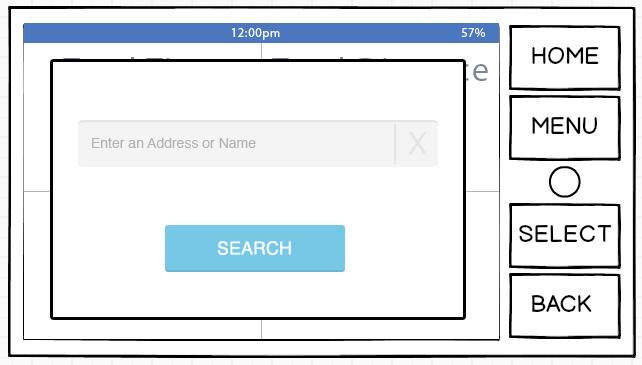 12:00pm 57%
Enter an Address or Name X
SEARCH
HOME
MENU
SELECT
BACK